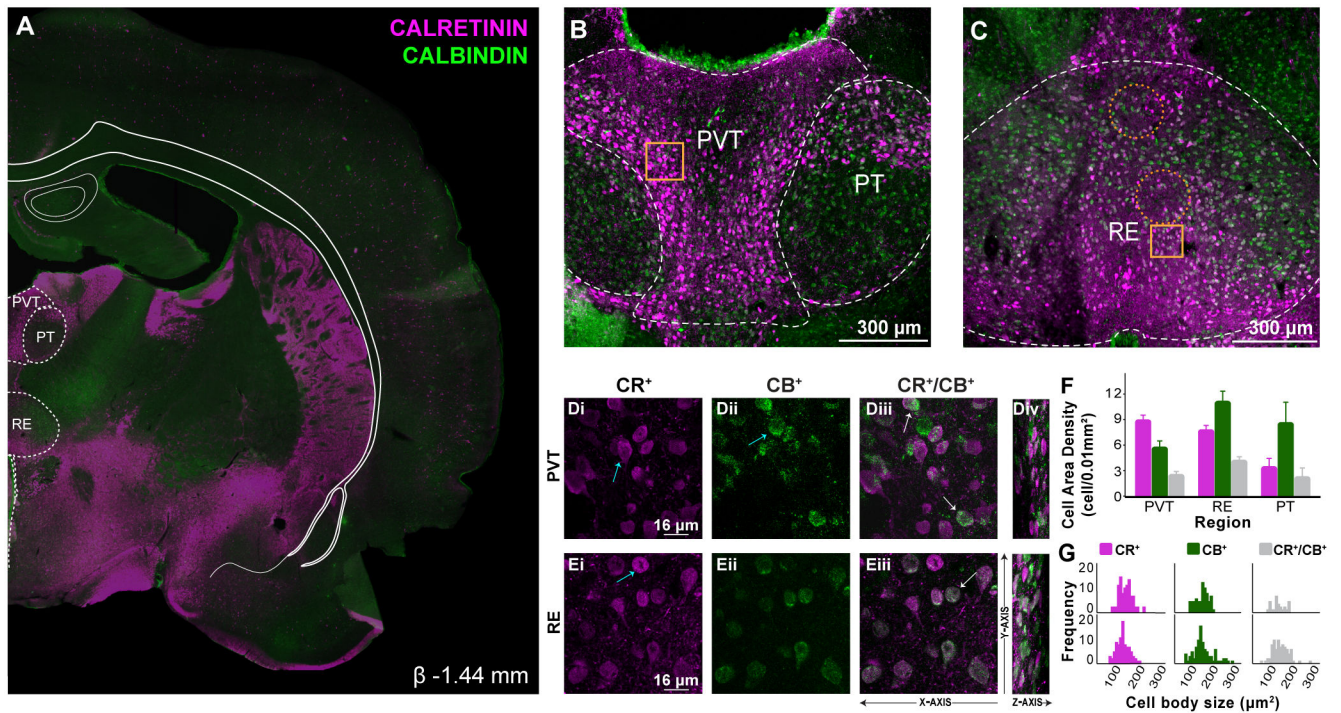 A
CALRETININ
CALBINDIN
PVT
PT
RE
β -1.44 mm
B
PVT
PT
300 μm
C
RE
300 μm
CR⁺
CB⁺
CR⁺/CB⁺
PVT
Di
16 μm
Dii
Diii
Div
RE
Ei
16 μm
Eii
Eiii
Y-AXIS
X-AXIS
Z-AXIS
F
Cell Area Density
(cell/0.01mm²)
12
9
6
3
0
PVT
RE
PT
Region
G
CR⁺
CB⁺
CR⁺/CB⁺
Frequency
20
10
0
20
10
0
100
200
300
100
200
300
100
200
300
Cell body size (μm²)